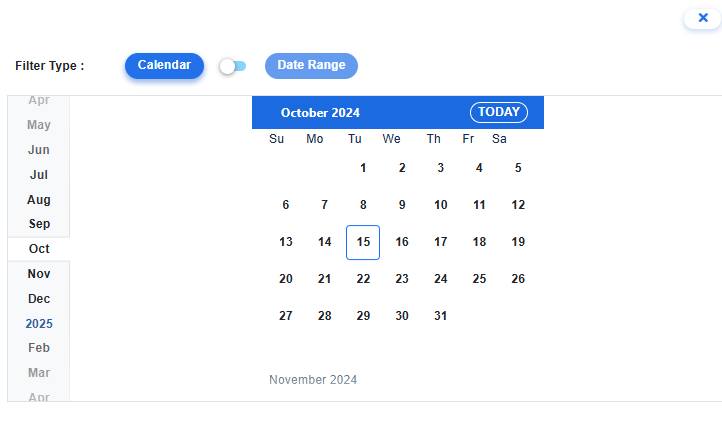 ×
Filter Type :
Calendar
Date Range
Apr
May
Jun
Jul
Aug
Sep
Oct
Nov
Dec
2025
Feb
Mar
Apr
October 2024
TODAY
Su Mo Tu We Th Fr Sa
1 2 3 4 5
6 7 8 9 10 11 12
13 14 15 16 17 18 19
20 21 22 23 24 25 26
27 28 29 30 31
November 2024